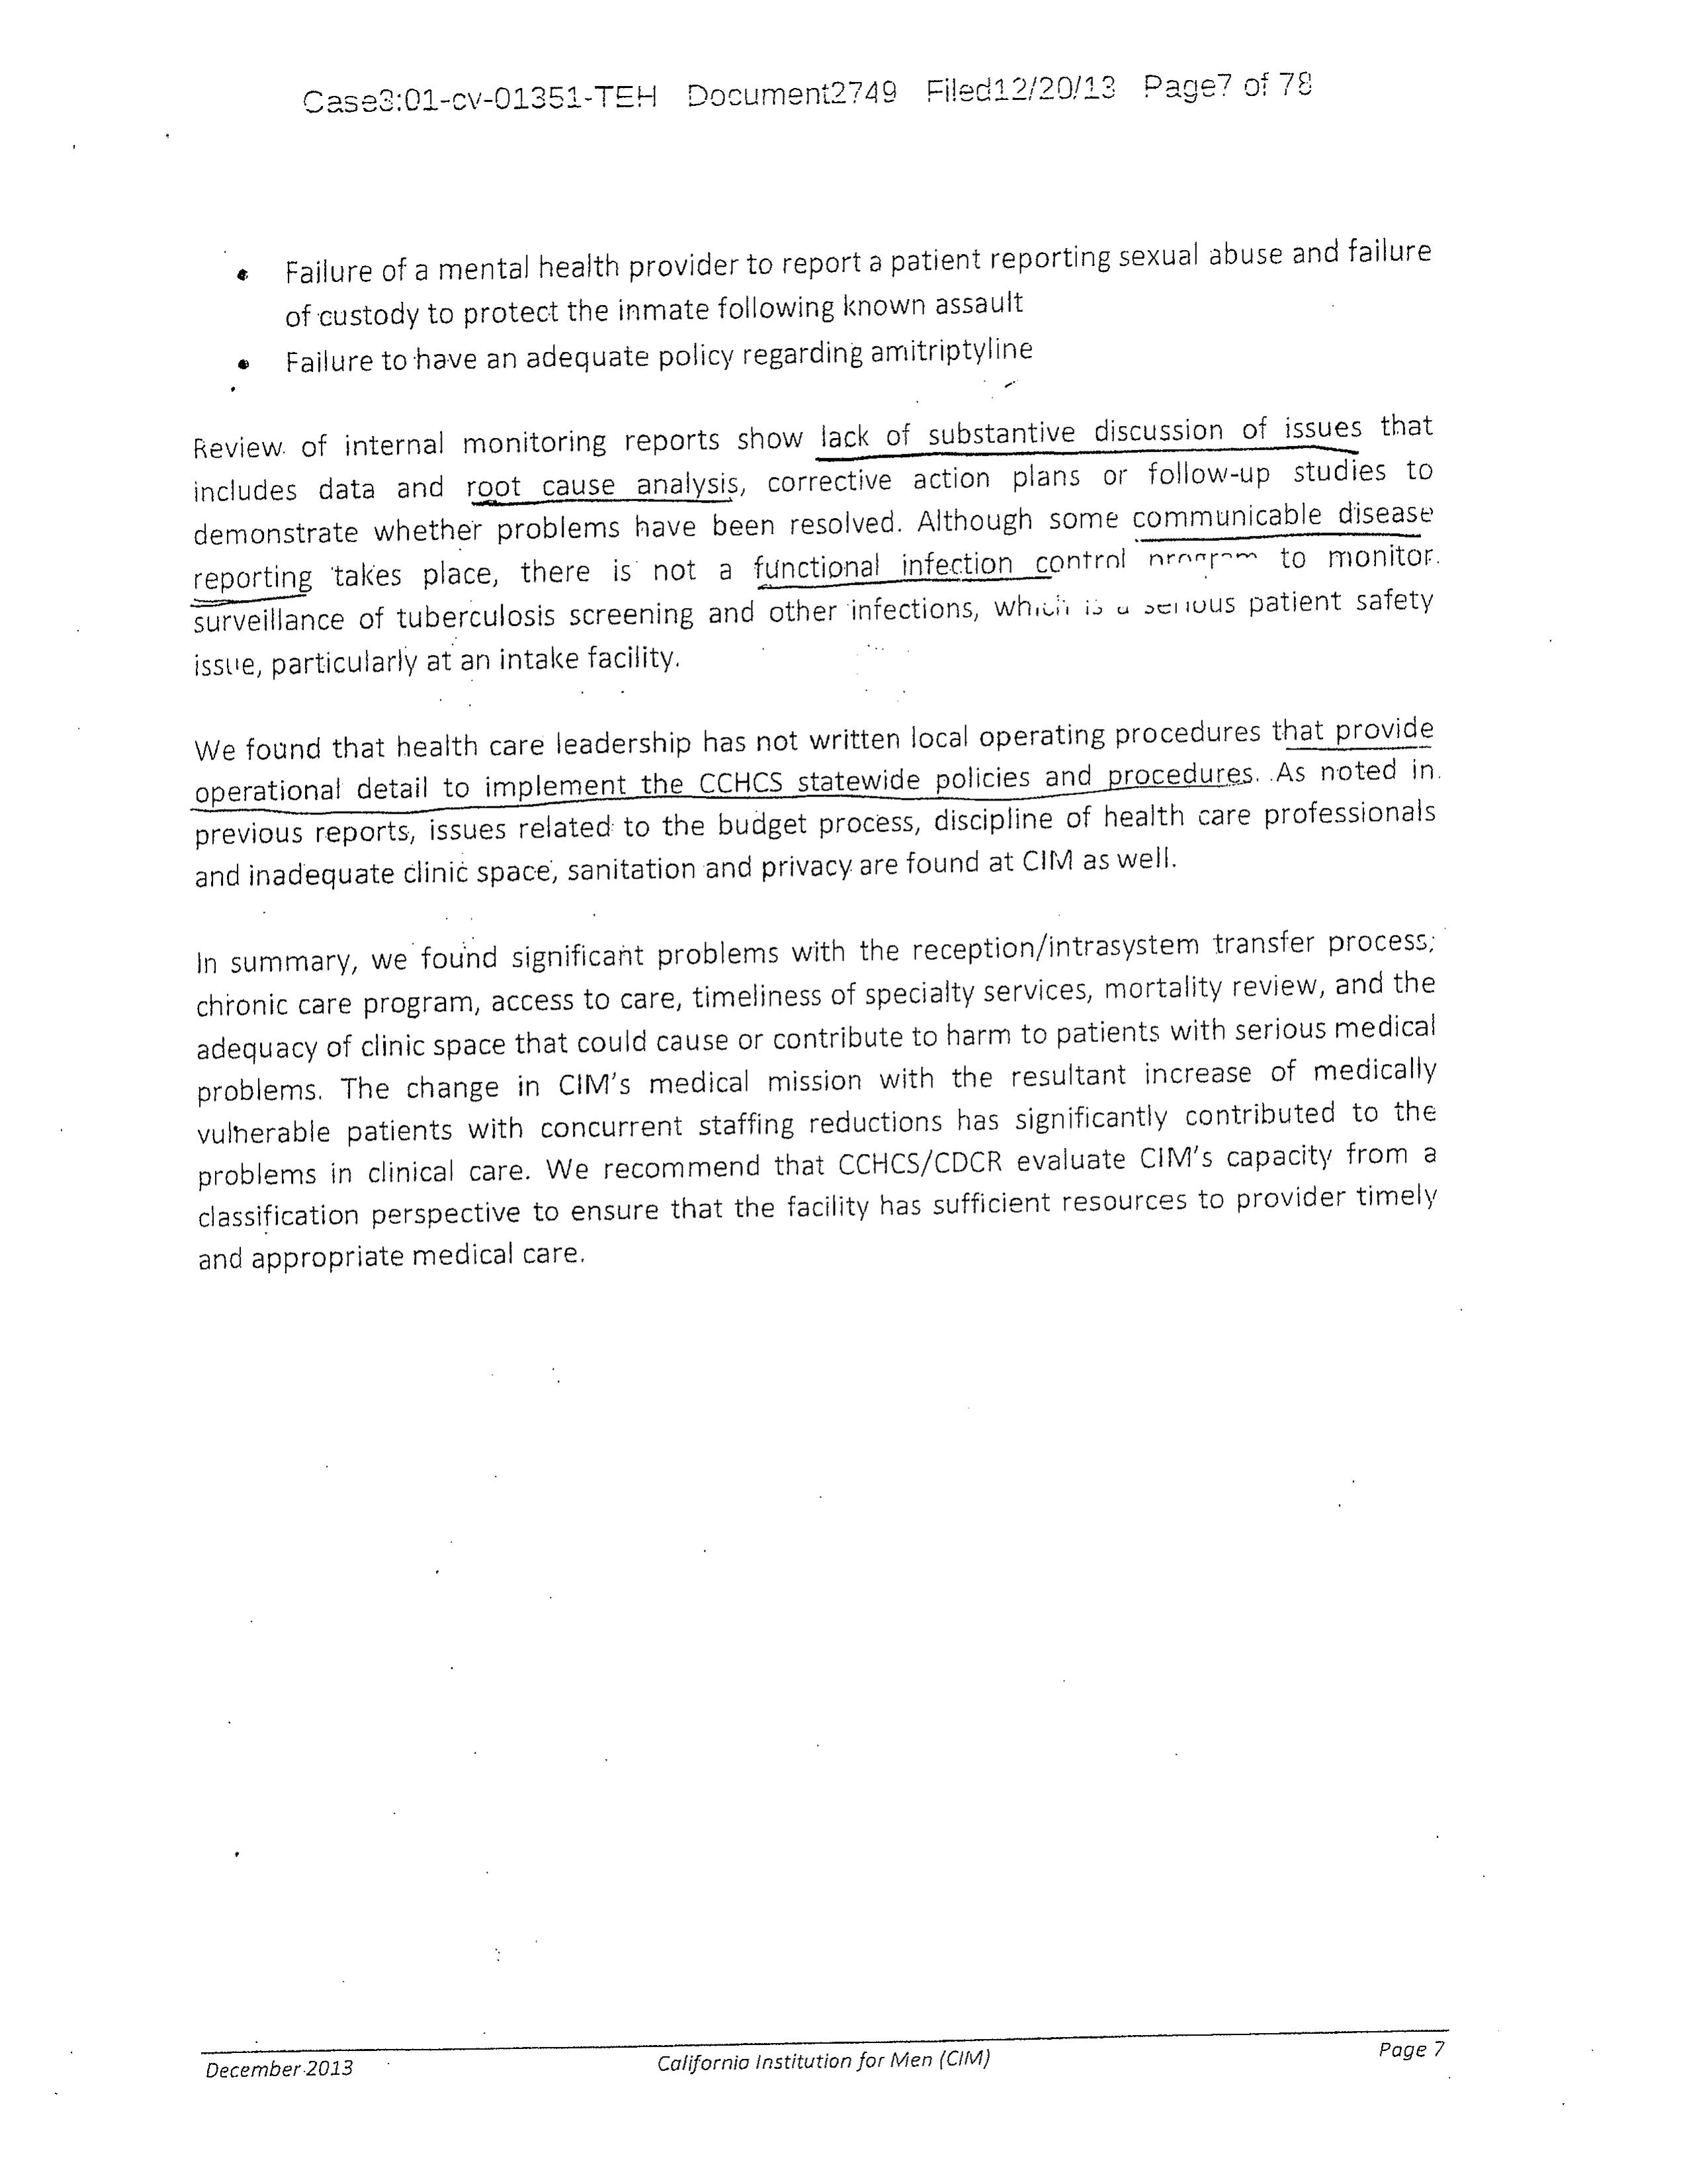 Case3:01-cv-01351-TEH Document2749 Filed12/20/13 Page7 of 78
• Failure of a mental health provider to report a patient reporting sexual abuse and failure
of custody to protect the inmate following known assault
• Failure to have an adequate policy regarding amitriptyline
Review of internal monitoring reports show lack of substantive discussion of issues that
includes data and root cause analysis, corrective action plans or follow-up studies to
demonstrate whether problems have been resolved. Although some communicable disease
reporting takes place, there is not a functional infection control program to monitor
surveillance of tuberculosis screening and other infections, which is a serious patient safety
issue, particularly at an intake facility.
We found that health care leadership has not written local operating procedures that provide
operational detail to implement the CCHCS statewide policies and procedures. As noted in
previous reports, issues related to the budget process, discipline of health care professionals
and inadequate clinic space, sanitation and privacy are found at CIM as well.
In summary, we found significant problems with the reception/intrasystem transfer process;
chronic care program, access to care, timeliness of specialty services, mortality review, and the
adequacy of clinic space that could cause or contribute to harm to patients with serious medical
problems. The change in CIM's medical mission with the resultant increase of medically
vulnerable patients with concurrent staffing reductions has significantly contributed to the
problems in clinical care. We recommend that CCHCS/CDCR evaluate CIM's capacity from a
classification perspective to ensure that the facility has sufficient resources to provider timely
and appropriate medical care.
December 2013 California Institution for Men (CIM) Page 7